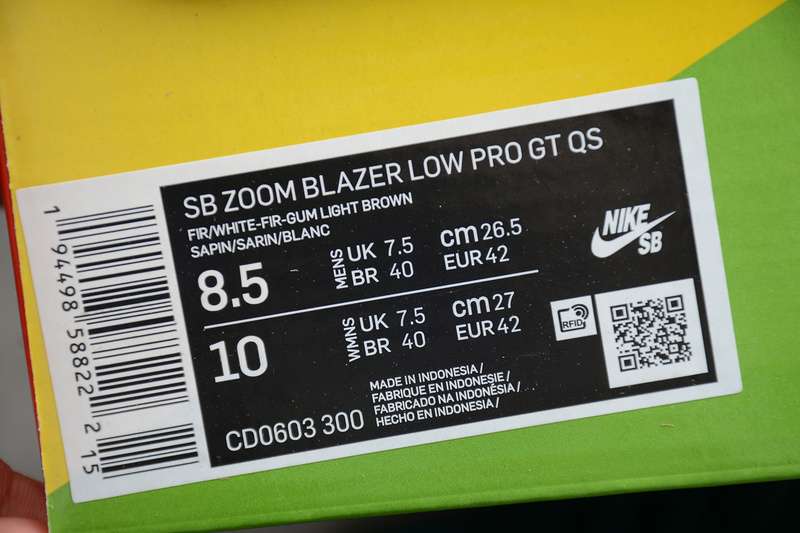 SB ZOOM BLAZER LOW PRO GT QS
FIR/WHITE-FIR-GUM LIGHT BROWN
SAPIN/SARIN/BLANC
8.5
MENS
UK 7.5
BR 40
cm 26.5
EUR 42
10
WMNS
UK 7.5
BR 40
cm 27
EUR 42
CD0603 300
MADE IN INDONESIA /
FABRIQUE EN INDONESIE /
FABRICADO NA INDONÉSIA /
HECHO EN INDONESIA /
NIKE
SB
RFID
1 94498 58822 2 15